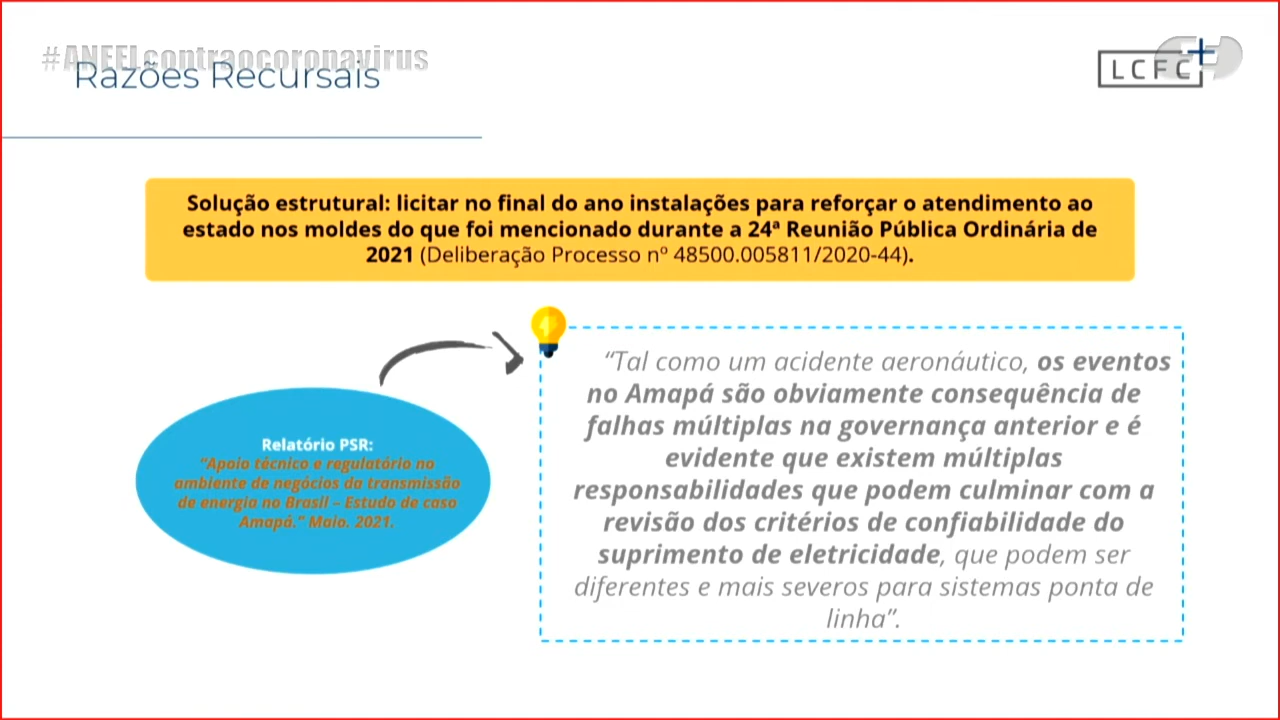 #ANEELcontraocoronavirus
Razões Recursais
LCFC
Solução estrutural: licitar no final do ano instalações para reforçar o atendimento ao
estado nos moldes do que foi mencionado durante a 24ª Reunião Pública Ordinária de
2021 (Deliberação Processo nº 48500.005811/2020-44).
“Tal como um acidente aeronáutico, os eventos
no Amapá são obviamente consequência de
falhas múltiplas na governança anterior e é
evidente que existem múltiplas
responsabilidades que podem culminar com a
revisão dos critérios de confiabilidade do
suprimento de eletricidade, que podem ser
diferentes e mais severos para sistemas ponta de
linha”.
Relatório PSR:
“Apoio técnico e regulatório no
ambiente de negócios da transmissão
de energia no Brasil – Estudo de caso
Amapá.” Maio. 2021.